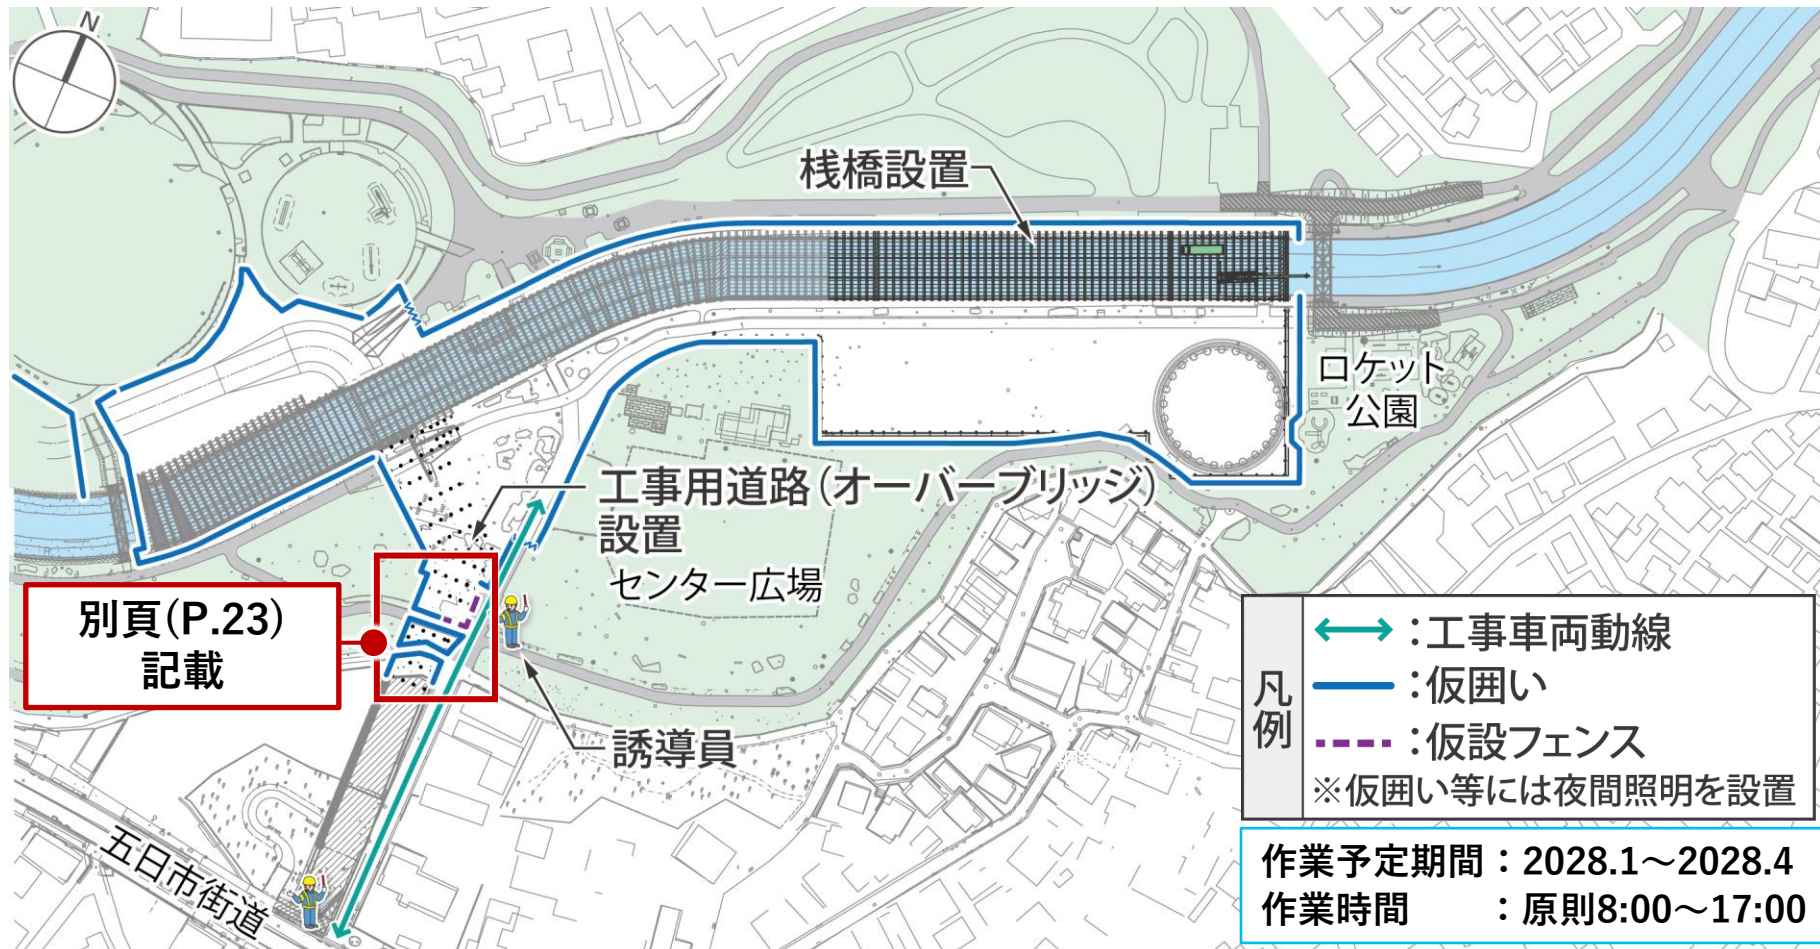 N
桟橋設置
ロケット
公園
工事用道路(オーバーブリッジ)
設置
センター広場
別頁(P.23)
記載
誘導員
五日市街道
凡例
：工事車両動線
：仮囲い
：仮設フェンス
※仮囲い等には夜間照明を設置
作業予定期間：2028.1～2028.4
作業時間　　：原則8:00～17:00